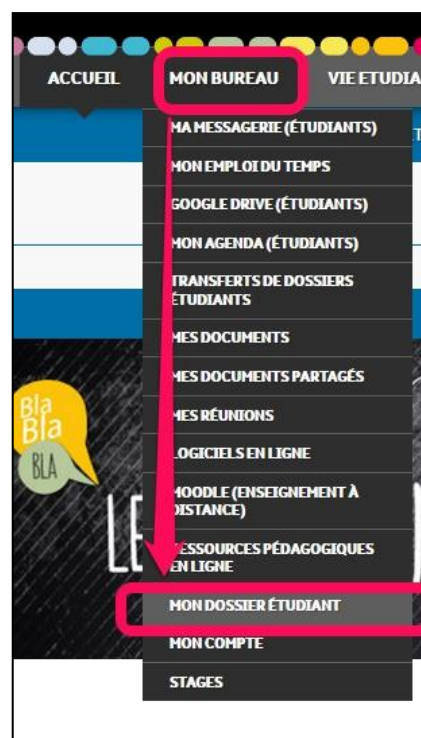 ACCUEIL MON BUREAU VIE ETUDIA
MA MESSAGERIE (ÉTUDIANTS)
MON EMPLOI DU TEMPS
GOOGLE DRIVE (ÉTUDIANTS)
MON AGENDA (ÉTUDIANTS)
TRANSFERTS DE DOSSIERS
ÉTUDIANTS
MES DOCUMENTS
MES DOCUMENTS PARTAGÉS
MES RÉUNIONS
LOGICIELS EN LIGNE
MOODLE (ENSEIGNEMENT À
DISTANCE)
RESSOURCES PÉDAGOGIQUES
EN LIGNE
MON DOSSIER ÉTUDIANT
MON COMPTE
STAGES
Bla
Bla
BLA
LE